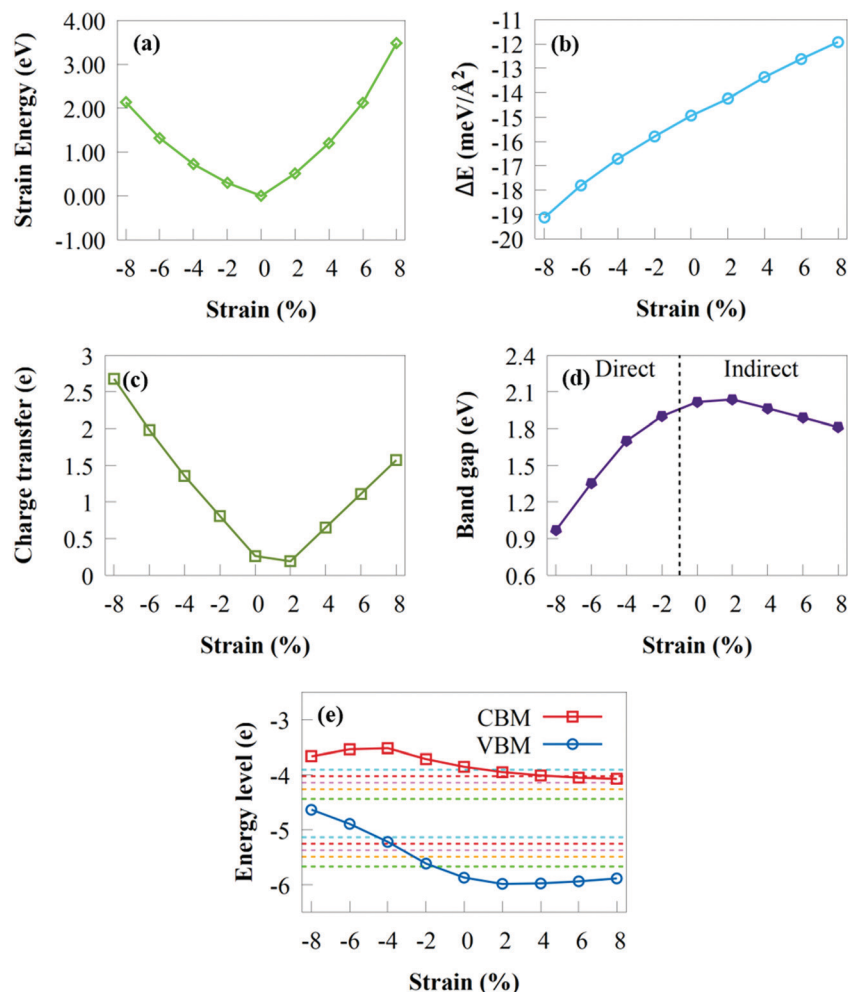 (a)
Strain Energy (eV)
4.00
3.00
2.00
1.00
0.00
-1.00
-8 -6 -4 -2 0 2 4 6 8
Strain (%)
(b)
ΔE (meV/Å²)
-11
-12
-13
-14
-15
-16
-17
-18
-19
-20
-8 -6 -4 -2 0 2 4 6 8
Strain (%)
(c)
Charge transfer (e)
3
2.5
2
1.5
1
0.5
0
-8 -6 -4 -2 0 2 4 6 8
Strain (%)
(d) Direct Indirect
Band gap (eV)
2.4
2.1
1.8
1.5
1.2
0.9
0.6
-8 -6 -4 -2 0 2 4 6 8
Strain (%)
(e)
CBM
VBM
Energy level (e)
-3
-4
-5
-6
-8 -6 -4 -2 0 2 4 6 8
Strain (%)